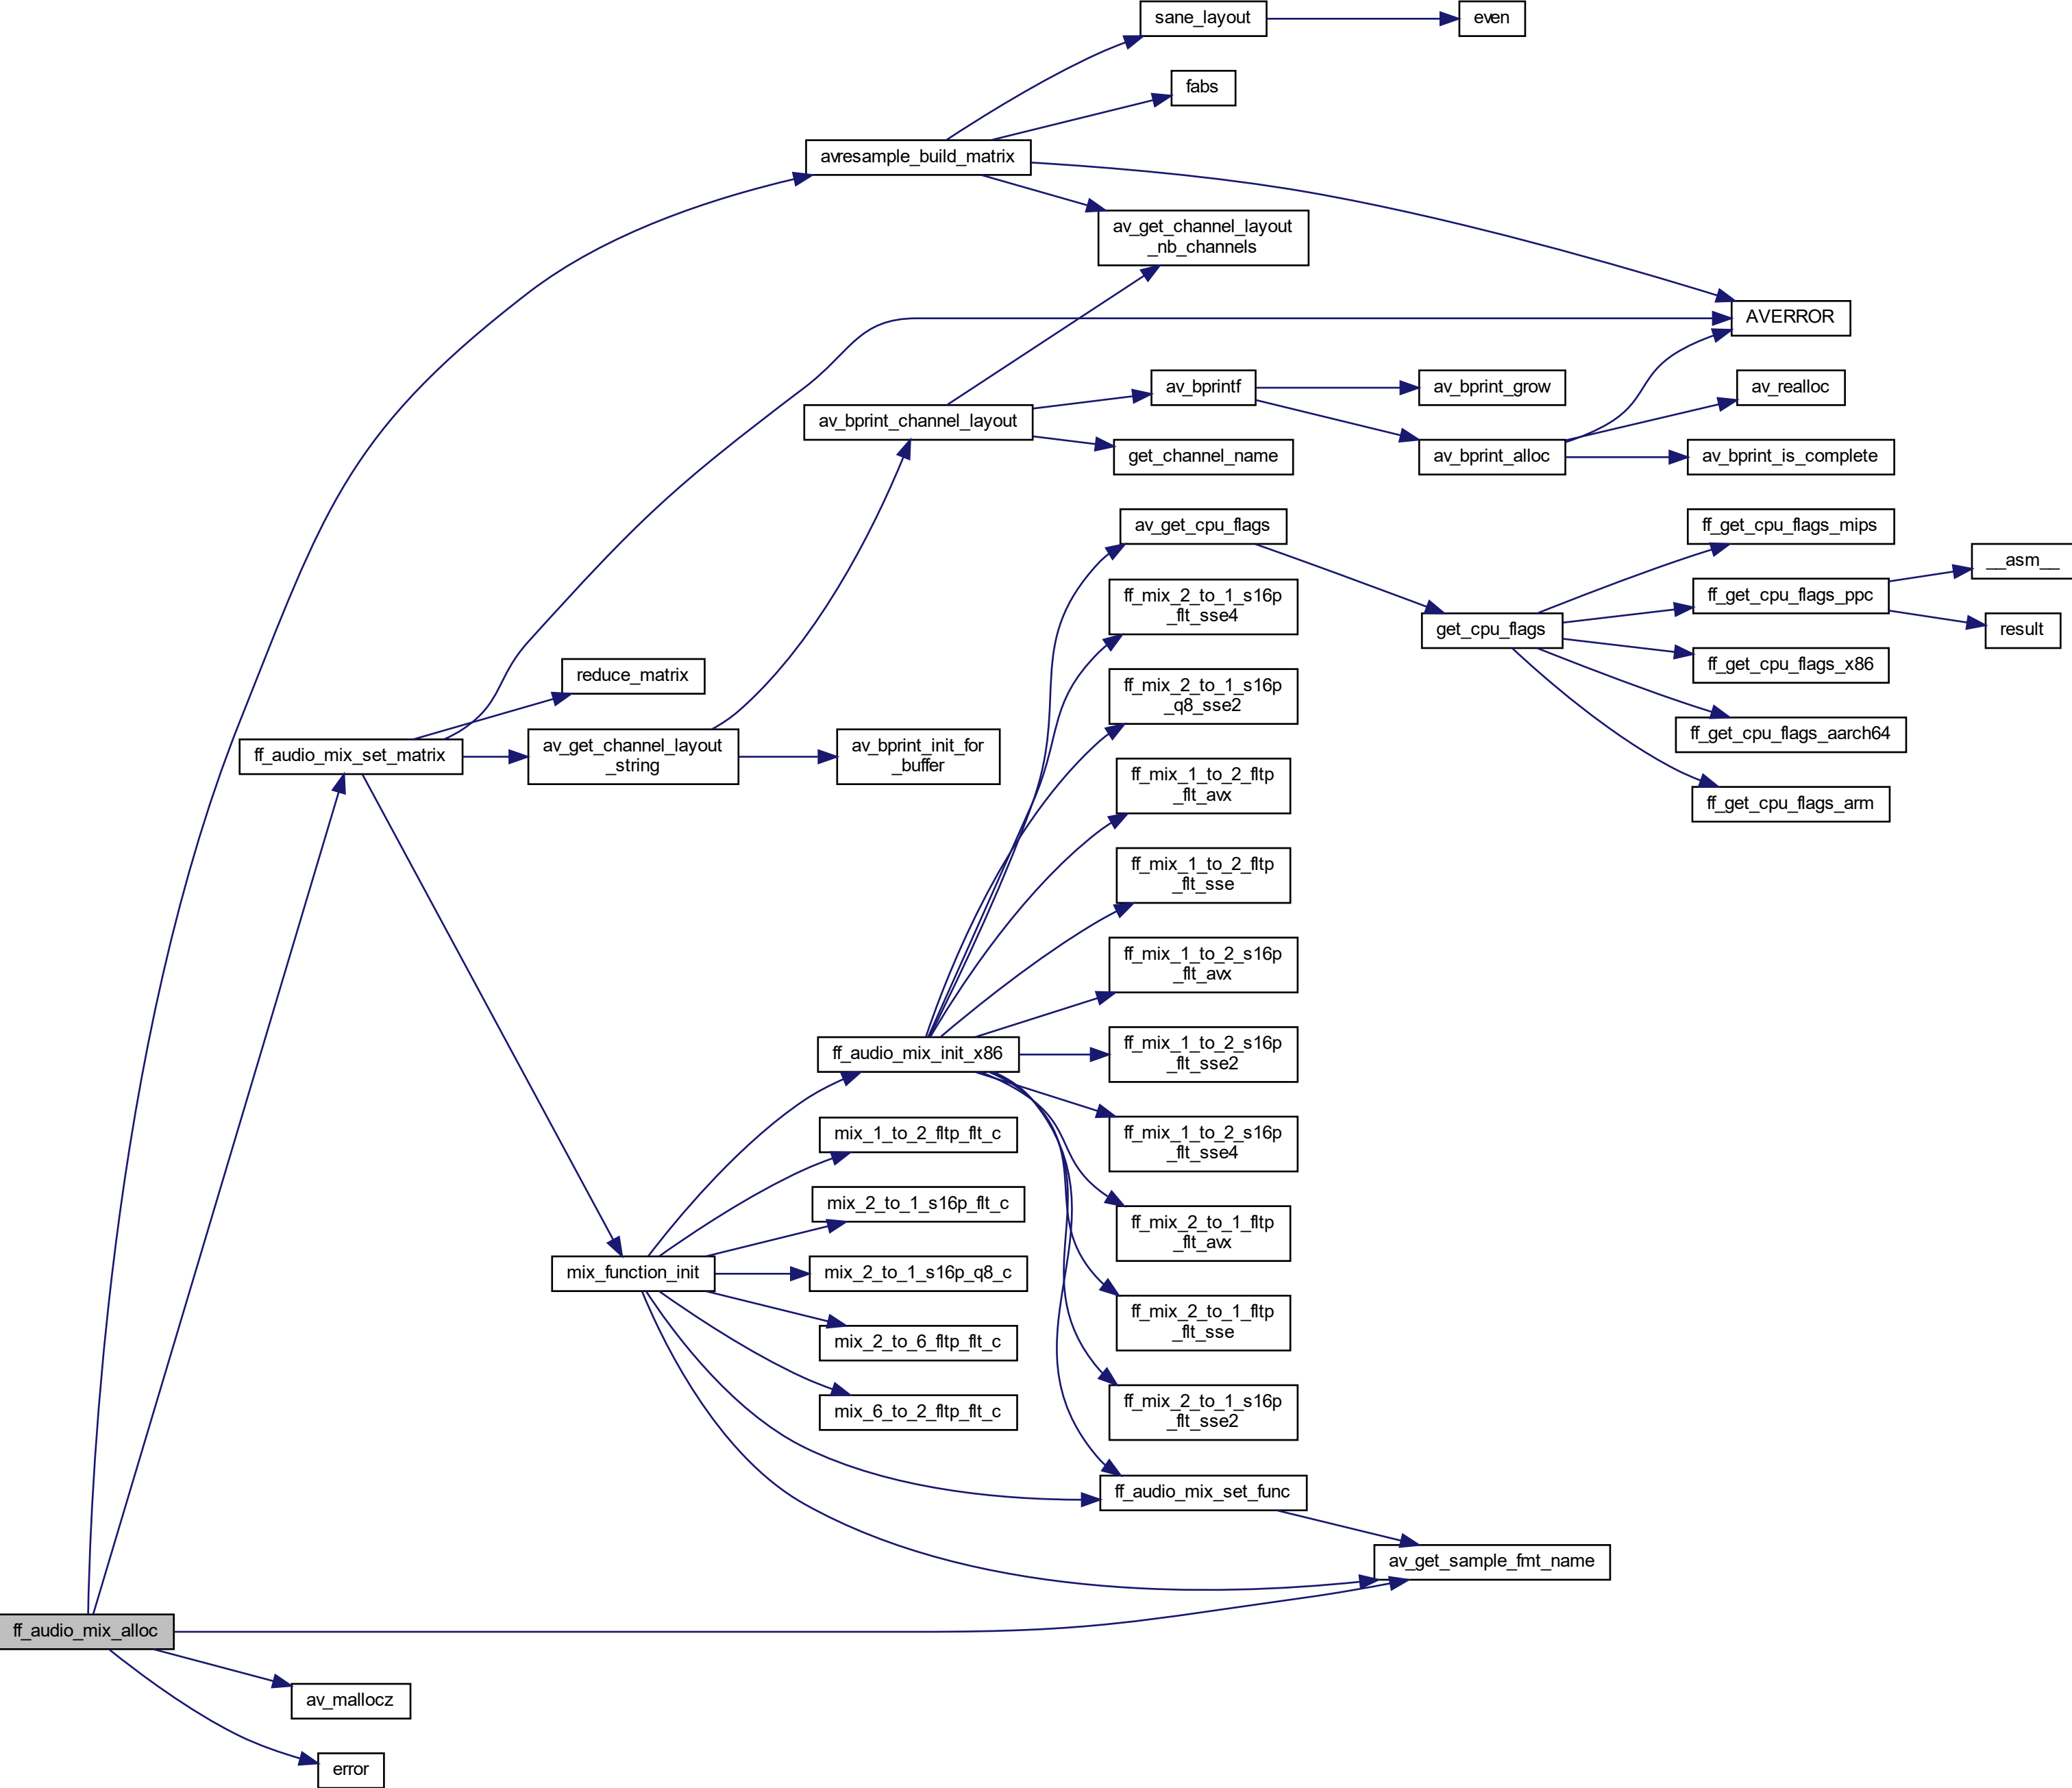 sane_layout
even
fabs
avresample_build_matrix
av_get_channel_layout
_nb_channels
AVERROR
av_bprintf
av_bprint_grow
av_realloc
av_bprint_channel_layout
get_channel_name
av_bprint_alloc
av_bprint_is_complete
av_get_cpu_flags
ff_get_cpu_flags_mips
__asm__
ff_mix_2_to_1_s16p
_flt_sse4
ff_get_cpu_flags_ppc
get_cpu_flags
result
ff_get_cpu_flags_x86
reduce_matrix
ff_mix_2_to_1_s16p
_q8_sse2
ff_get_cpu_flags_aarch64
ff_audio_mix_set_matrix
av_get_channel_layout
_string
av_bprint_init_for
_buffer
ff_mix_1_to_2_fltp
_flt_avx
ff_get_cpu_flags_arm
ff_mix_1_to_2_fltp
_flt_sse
ff_mix_1_to_2_s16p
_flt_avx
ff_audio_mix_init_x86
ff_mix_1_to_2_s16p
_flt_sse2
mix_1_to_2_fltp_flt_c
ff_mix_1_to_2_s16p
_flt_sse4
mix_2_to_1_s16p_flt_c
ff_mix_2_to_1_fltp
_flt_avx
mix_function_init
mix_2_to_1_s16p_q8_c
ff_mix_2_to_1_fltp
_flt_sse
mix_2_to_6_fltp_flt_c
mix_6_to_2_fltp_flt_c
ff_mix_2_to_1_s16p
_flt_sse2
ff_audio_mix_set_func
av_get_sample_fmt_name
ff_audio_mix_alloc
av_mallocz
error